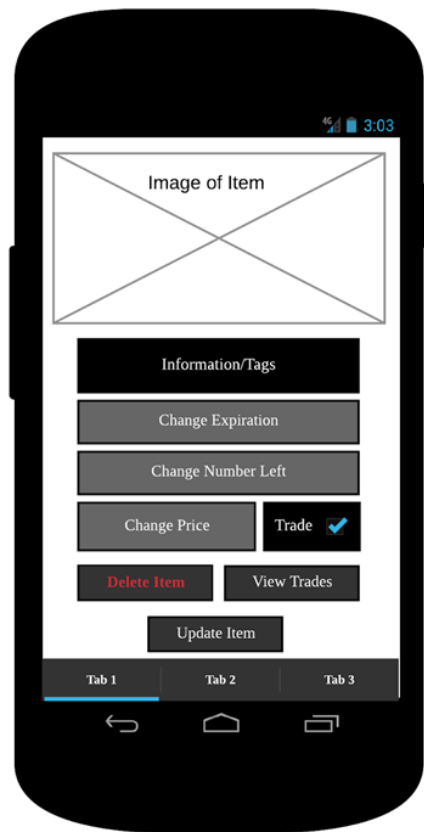 4G 3:03
Image of Item
Information/Tags
Change Expiration
Change Number Left
Change Price Trade
Delete Item View Trades
Update Item
Tab 1 Tab 2 Tab 3